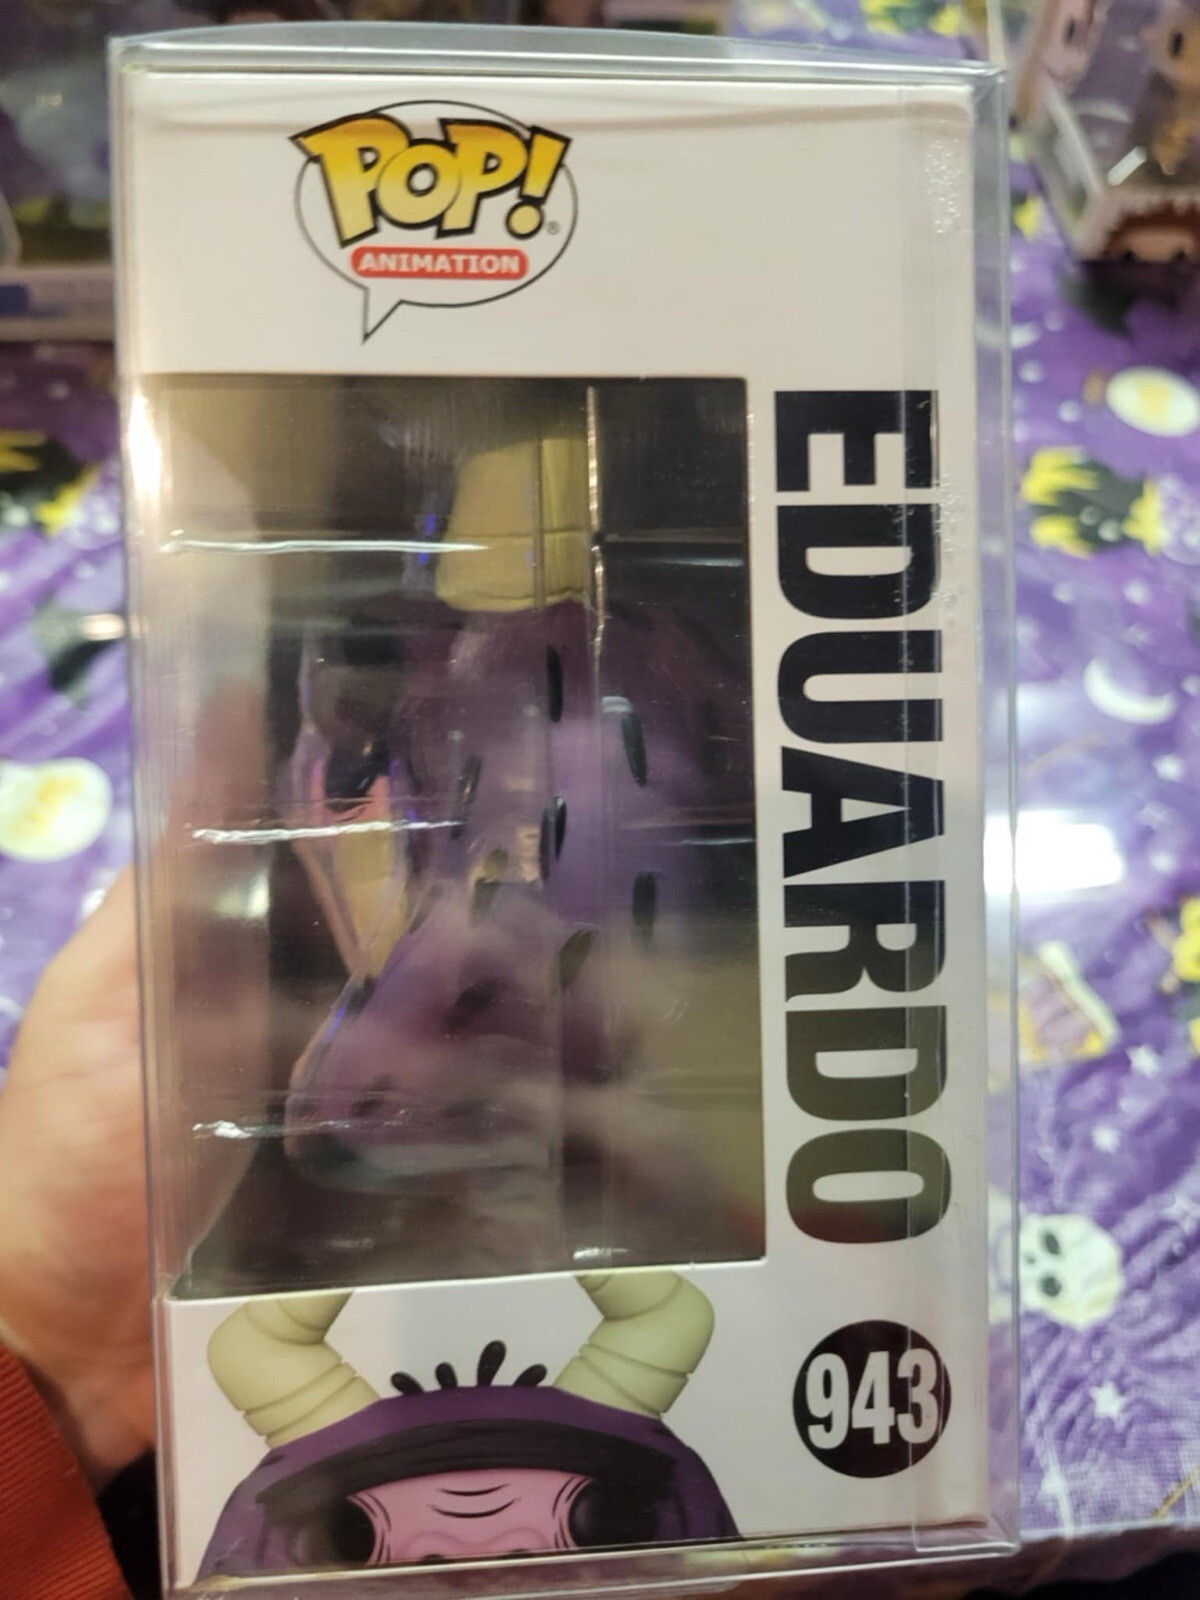 POP!®
ANIMATION
EDUARDO
943